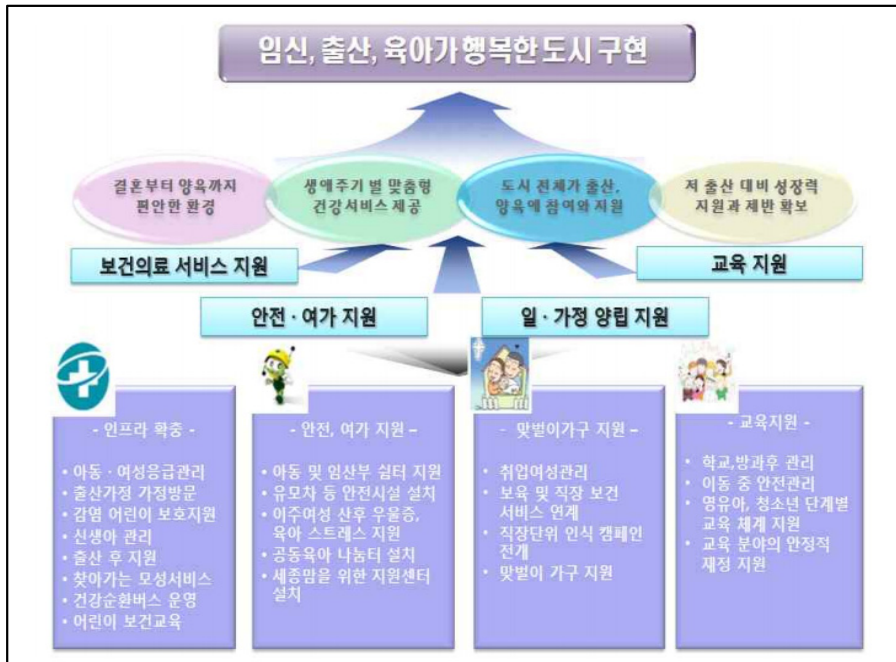 임신, 출산, 육아가 행복한 도시 구현
결혼부터 양육까지
편안한 환경
생애주기 별 맞춤형
건강서비스 제공
도시 전체가 출산,
양육에 참여와 지원
저 출산 대비 성장력
지원과 제반 확보
보건의료 서비스 지원
교육 지원
안전 · 여가 지원
일 · 가정 양립 지원
- 인프라 확충 -
• 아동 · 여성응급관리
• 출산가정 가정방문
• 감염 어린이 보호지원
• 신생아 관리
• 출산 후 지원
• 찾아가는 모성서비스
• 건강순환버스 운영
• 어린이 보건교육
- 안전, 여가 지원 –
• 아동 및 임산부 쉼터 지원
• 유모차 등 안전시설 설치
• 이주여성 산후 우울증,
육아 스트레스 지원
• 공동육아 나눔터 설치
• 세종맘을 위한 지원센터
설치
- 맞벌이가구 지원 –
• 취업여성관리
• 보육 및 직장 보건
서비스 연계
• 직장단위 인식 캠페인
전개
• 맞벌이 가구 지원
- 교육지원 -
• 학교,방과후 관리
• 이동 중 안전관리
• 영유아, 청소년 단계별
교육 체계 지원
• 교육 분야의 안정적
재정 지원